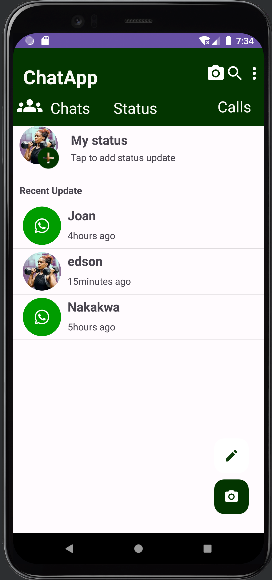 7:34
ChatApp
Chats Status Calls
My status
Tap to add status update
Recent Update
Joan
4hours ago
edson
15minutes ago
Nakakwa
5hours ago